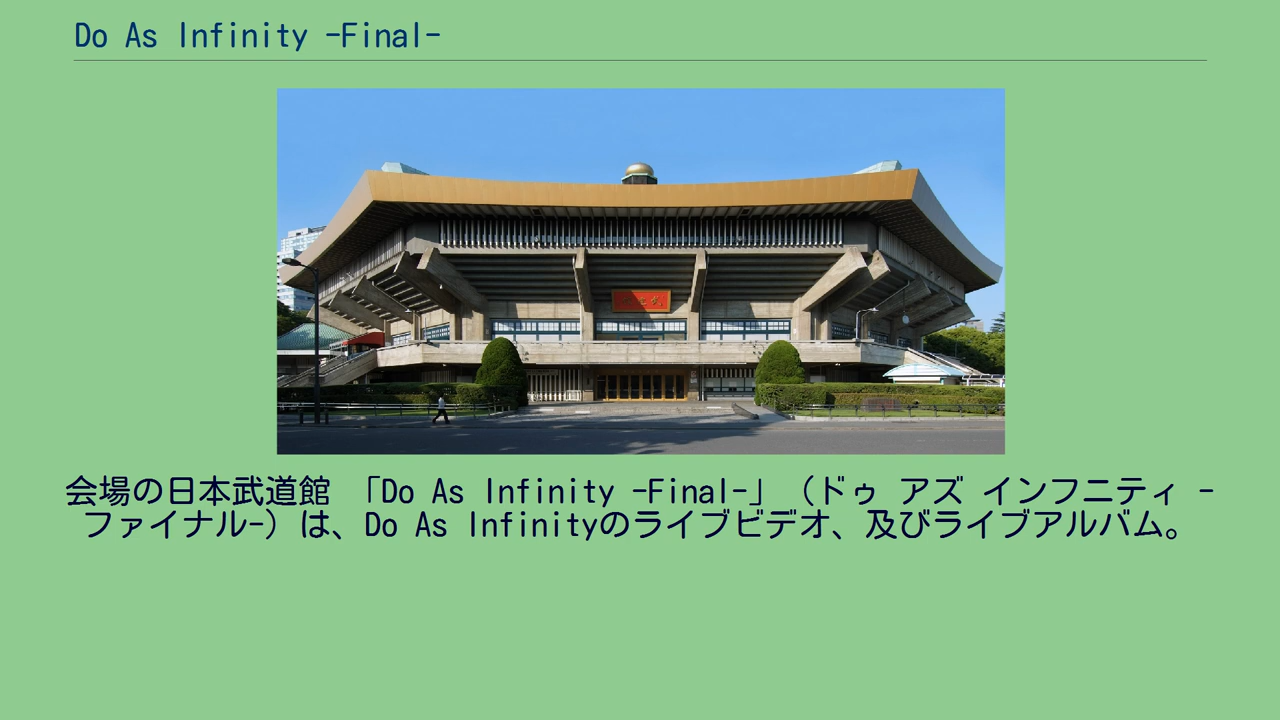 Do As Infinity -Final-
会場の日本武道館 「Do As Infinity -Final-」（ドゥ アズ インフニティ -
ファイナル-）は、Do As Infinityのライブビデオ、及びライブアルバム。